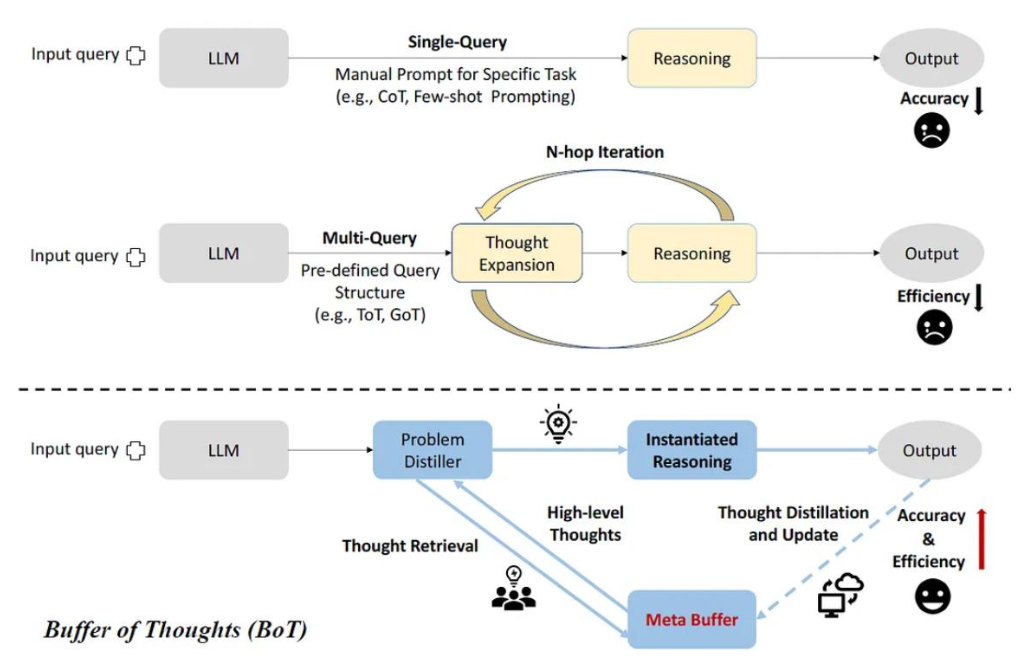 Input query
LLM
Single-Query
Manual Prompt for Specific Task
(e.g., CoT, Few-shot Prompting)
Reasoning
Output
Accuracy
N-hop Iteration
Input query
LLM
Multi-Query
Pre-defined Query
Structure
(e.g., ToT, GoT)
Thought
Expansion
Reasoning
Output
Efficiency
Input query
LLM
Problem
Distiller
Instantiated
Reasoning
Output
Thought Retrieval
High-level
Thoughts
Thought Distillation
and Update
Accuracy
&
Efficiency
Meta Buffer
Buffer of Thoughts (BoT)